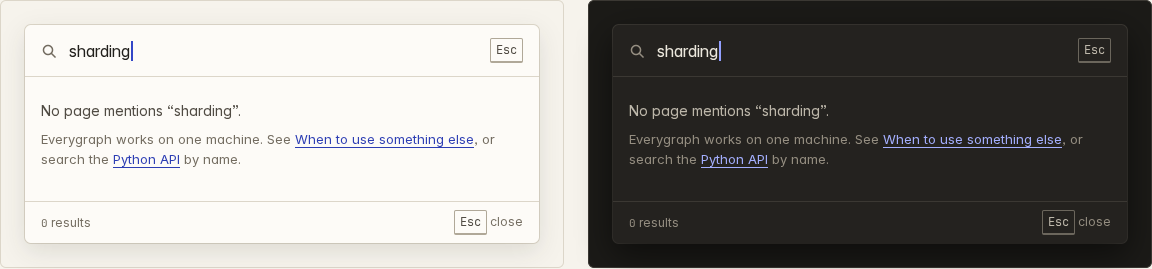 sharding Esc
No page mentions “sharding”.
Everygraph works on one machine. See When to use something else, or
search the Python API by name.
0 results Esc close
sharding Esc
No page mentions “sharding”.
Everygraph works on one machine. See When to use something else, or
search the Python API by name.
0 results Esc close